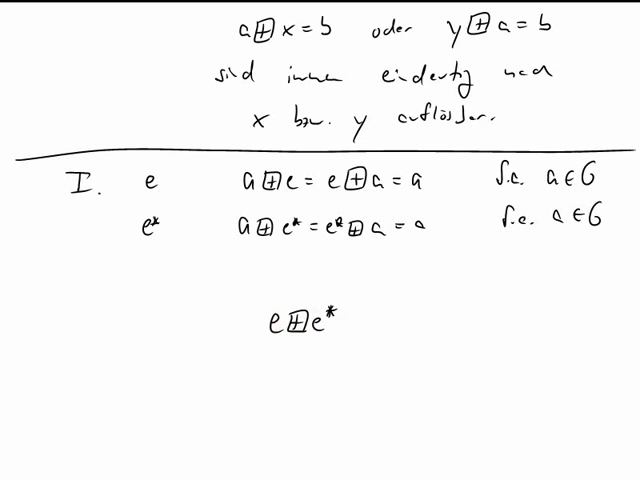 a ⊞ x = b oder y ⊞ a = b
sind immer eindeutig nach
x bzw. y auflösbar.
I. e a ⊞ e = e ⊞ a = a f.a. a ∈ G
e* a ⊞ e* = e* ⊞ a = a f.a. a ∈ G
e ⊞ e*